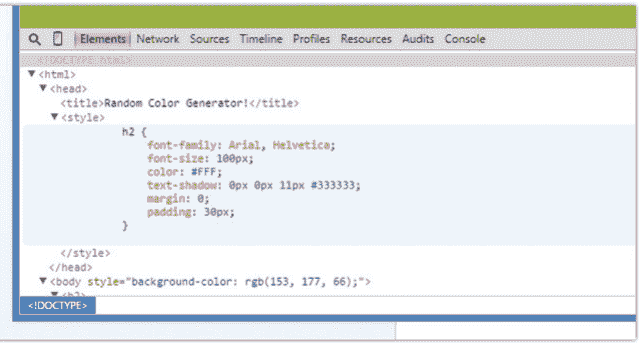 Elements Network Sources Timeline Profiles Resources Audits Console
<!DOCTYPE html>
▼<html>
▼<head>
<title>Random Color Generator!</title>
▼<style>
h2 {
font-family: Arial, Helvetica;
font-size: 100px;
color: #FFF;
text-shadow: 0px 0px 11px #333333;
margin: 0;
padding: 30px;
}
</style>
</head>
▼<body style="background-color: rgb(153, 177, 66);">
▼<h2>
<!DOCTYPE>